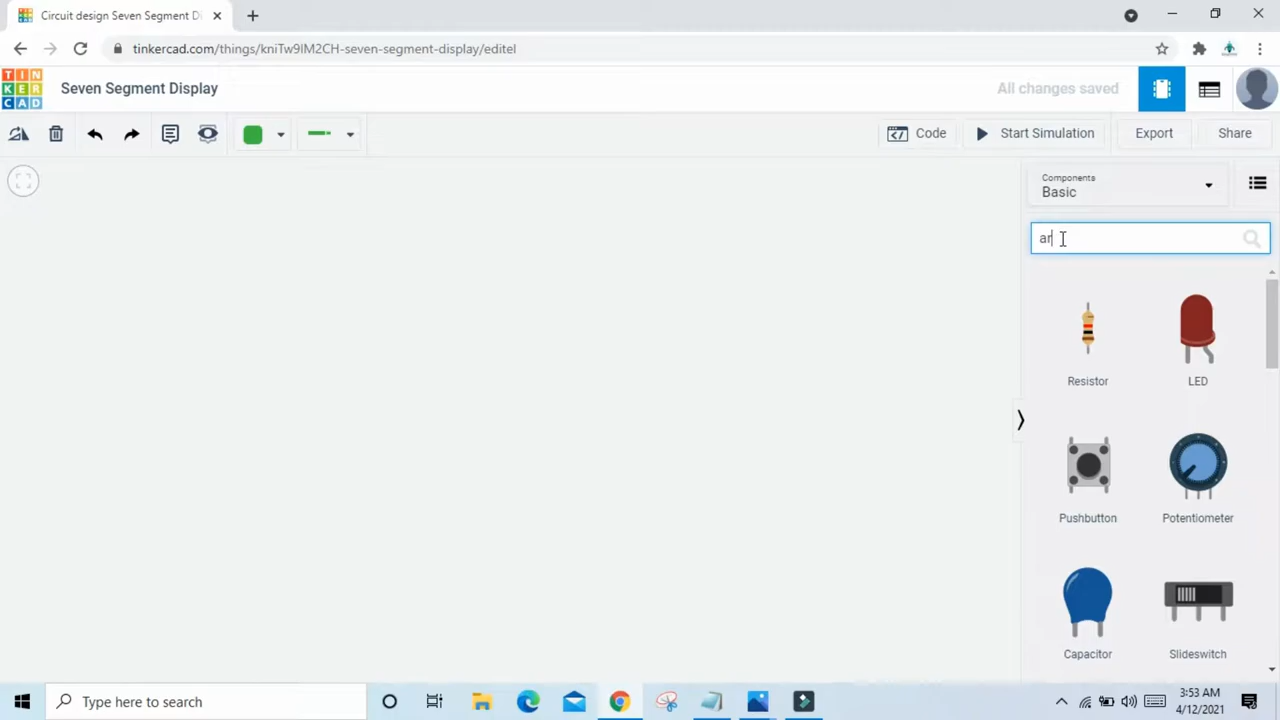 Circuit design Seven Segment Di
tinkercad.com/things/kniTw9lM2CH-seven-segment-display/editel
TIN
KER
CAD
Seven Segment Display
All changes saved
Code
Start Simulation
Export
Share
Components
Basic
ar
Resistor
LED
Pushbutton
Potentiometer
Capacitor
Slideswitch
Type here to search
3:53 AM
4/12/2021